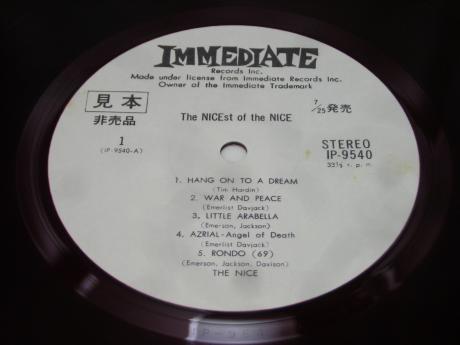 IMMEDIATE
Records Inc.
Made under license from Immediate Records Inc.
Owner of the Immediate Trademark
見本
非売品
The NICEst of the NICE
7/25発売
1
(IP-9540-A)
STEREO
IP-9540
33⅓ r. p. m.
1. HANG ON TO A DREAM
(Tim Hardin)
2. WAR AND PEACE
(Emerlist Davjack)
3. LITTLE ARABELLA
(Emerson, Jackson)
4. AZRIAL-Angel of Death
(Emerlist Davjack)
5. RONDO (69)
(Emerson, Jackson, Davison)
THE NICE